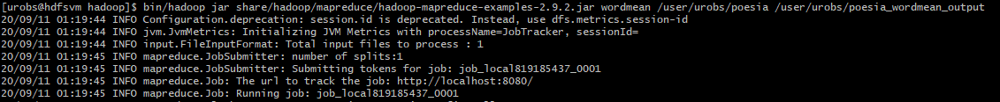 [urobs@hdfsvm hadoop]$ bin/hadoop jar share/hadoop/mapreduce/hadoop-mapreduce-examples-2.9.2.jar wordmean /user/urobs/poesia /user/urobs/poesia_wordmean_output
20/09/11 01:19:44 INFO Configuration.deprecation: session.id is deprecated. Instead, use dfs.metrics.session-id
20/09/11 01:19:44 INFO jvm.JvmMetrics: Initializing JVM Metrics with processName=JobTracker, sessionId=
20/09/11 01:19:44 INFO input.FileInputFormat: Total input files to process : 1
20/09/11 01:19:45 INFO mapreduce.JobSubmitter: number of splits:1
20/09/11 01:19:45 INFO mapreduce.JobSubmitter: Submitting tokens for job: job_local819185437_0001
20/09/11 01:19:45 INFO mapreduce.Job: The url to track the job: http://localhost:8080/
20/09/11 01:19:45 INFO mapreduce.Job: Running job: job_local819185437_0001